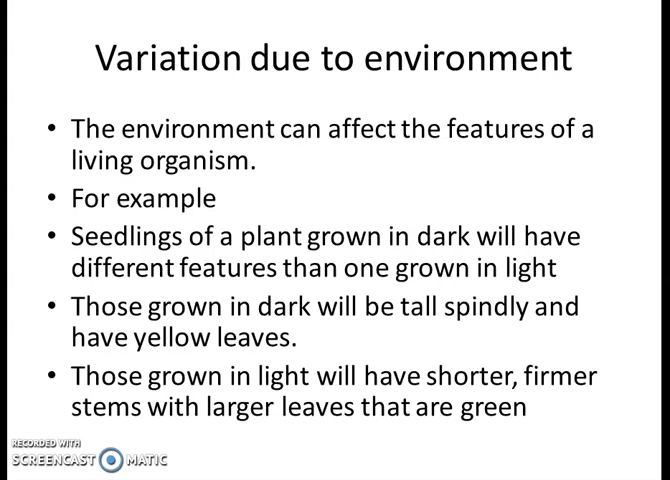 Variation due to environment
• The environment can affect the features of a
living organism.
• For example
• Seedlings of a plant grown in dark will have
different features than one grown in light
• Those grown in dark will be tall spindly and
have yellow leaves.
• Those grown in light will have shorter, firmer
stems with larger leaves that are green
RECORDED WITH
SCREENCAST MATIC